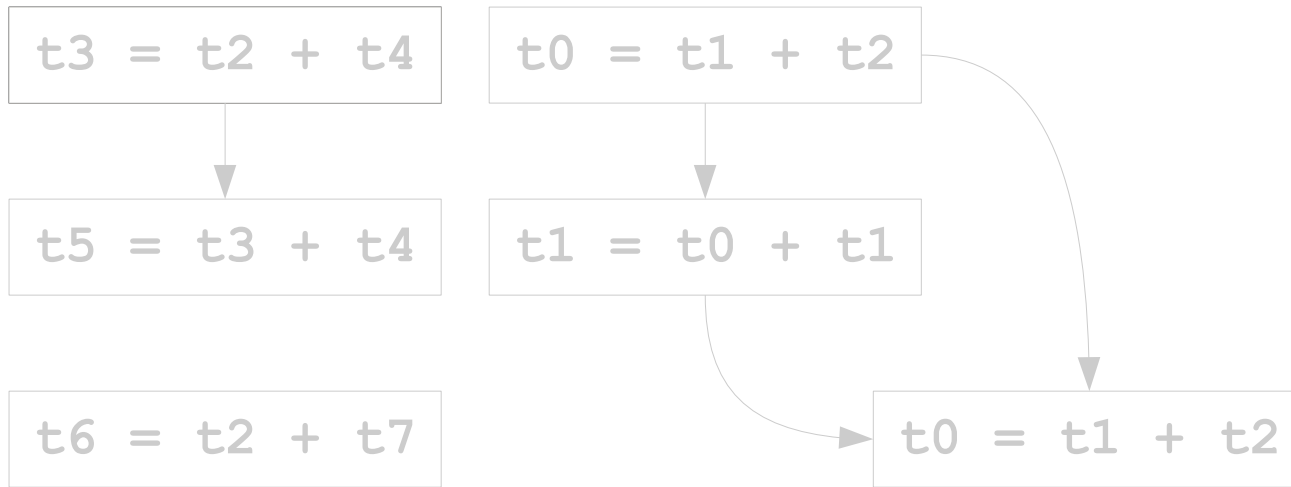 t3 = t2 + t4
t0 = t1 + t2
t5 = t3 + t4
t1 = t0 + t1
t6 = t2 + t7
t0 = t1 + t2